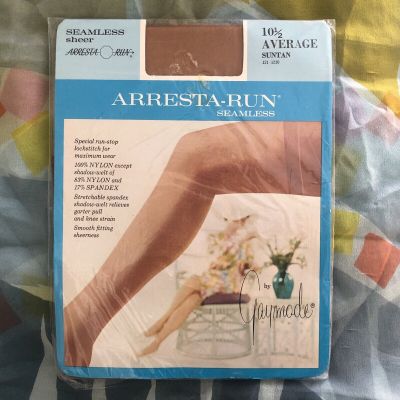 SEAMLESS
sheer
ARRESTA RUN®
10½
AVERAGE
SUNTAN
ARRESTA-RUN®
SEAMLESS
Special run-stop
lockstitch for
maximum wear
100% NYLON except
shadow-welt of
83% NYLON and
17% SPANDEX
Stretchable spandex
shadow-welt relieves
garter pull
and knee strain
Smooth fitting
sheerness
by
Gaymode®